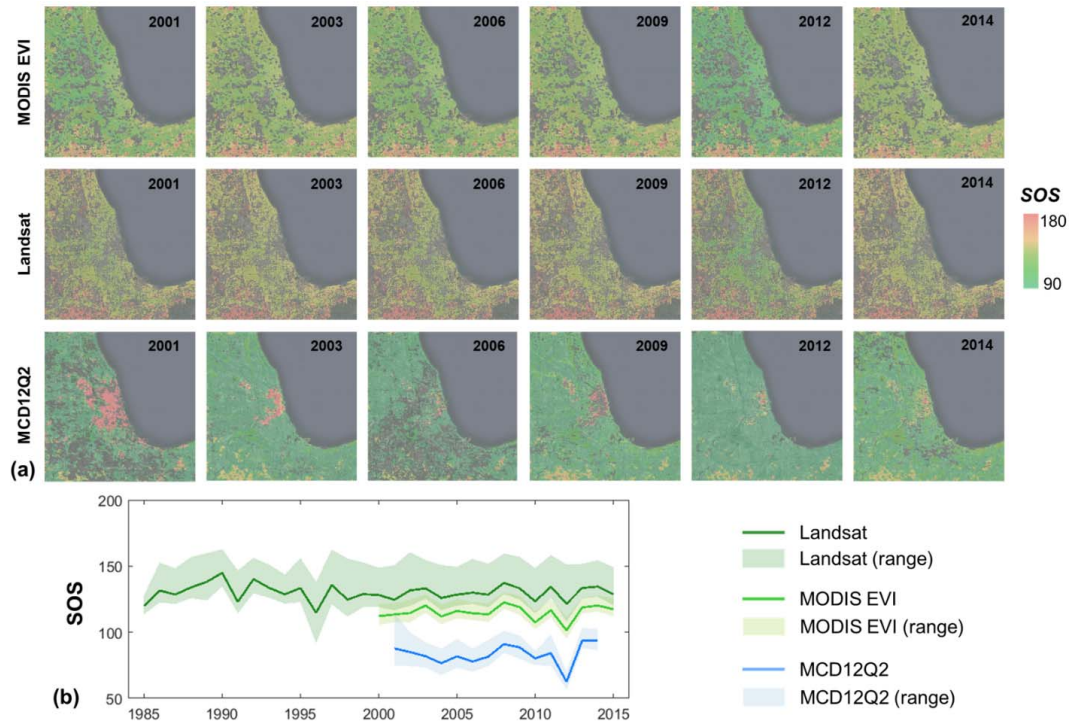 MODIS EVI
2001
2003
2006
2009
2012
2014
Landsat
2001
2003
2006
2009
2012
2014
SOS
180
90
MCD12Q2
2001
2003
2006
2009
2012
2014
(a)
200
150
100
50
SOS
(b)
1985
1990
1995
2000
2005
2010
2015
Landsat
Landsat (range)
MODIS EVI
MODIS EVI (range)
MCD12Q2
MCD12Q2 (range)